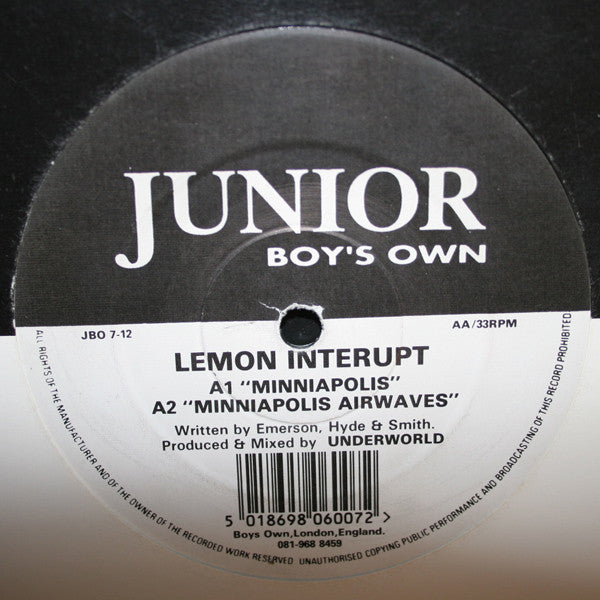 JUNIOR
BOY'S OWN
JBO 7-12
AA/33RPM
LEMON INTERUPT
A1 "MINNIAPOLIS"
A2 "MINNIAPOLIS AIRWAVES"
Written by Emerson, Hyde & Smith.
Produced & Mixed by UNDERWORLD
5 018698 060072 >
Boys Own,London,England.
081-968 8459
ALL RIGHTS OF THE MANUFACTURER AND OF THE OWNER OF THE RECORDED WORK RESERVED UNAUTHORISED COPYING PUBLIC PERFORMANCE AND BROADCASTING OF THIS RECORD PROHIBITED